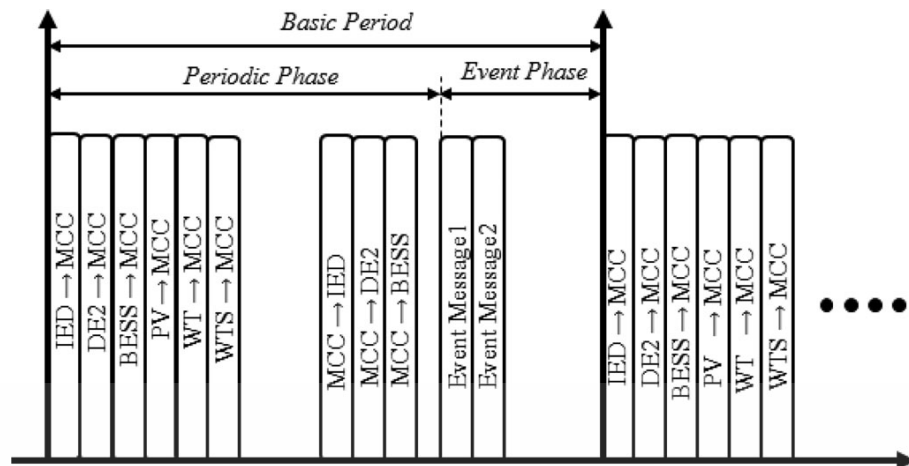 Basic Period
Periodic Phase
Event Phase
IED → MCC
DE2 → MCC
BESS → MCC
PV → MCC
WT → MCC
WTS → MCC
MCC → IED
MCC → DE2
MCC → BESS
Event Message1
Event Message2
IED → MCC
DE2 → MCC
BESS → MCC
PV → MCC
WT → MCC
WTS → MCC